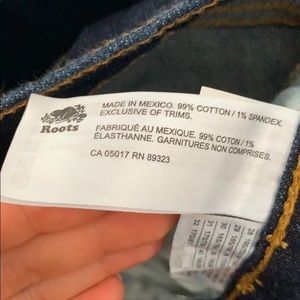 Roots
MADE IN MEXICO. 99% COTTON / 1% SPANDEX.
EXCLUSIVE OF TRIMS.
FABRIQUÉ AU MEXIQUE. 99% COTON / 1%
ÉLASTHANNE. GARNITURES NON COMPRISES.
CA 05017 RN 89323